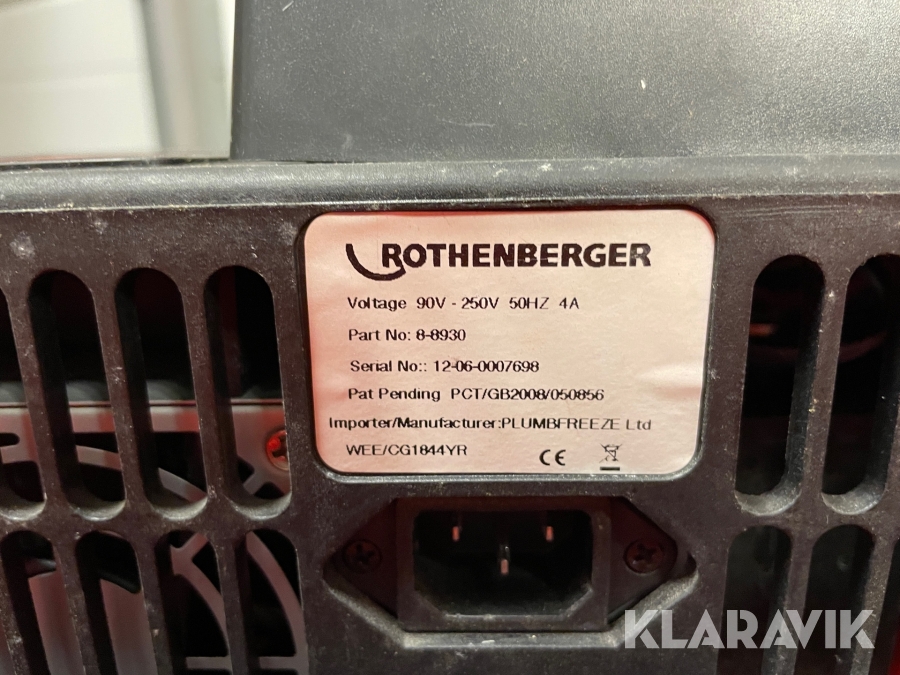 ROTHENBERGER
Voltage 90V - 250V 50HZ 4A
Part No: 8-8930
Serial No:: 12-06-0007698
Pat Pending PCT/GB2008/050856
Importer/Manufacturer:PLUMBFREEZE Ltd
WEE/CG1844YR CE
KLARAVIK